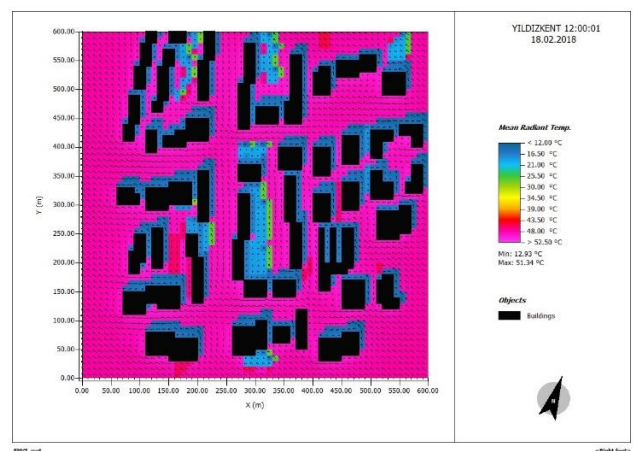 YILDIZKENT 12:00:01
18.02.2018
600.00
550.00
500.00
450.00
400.00
350.00
300.00
250.00
200.00
150.00
100.00
50.00
0.00
Y (m)
0.00 50.00 100.00 150.00 200.00 250.00 300.00 350.00 400.00 450.00 500.00 550.00 600.00
X (m)
Mean Radiant Temp.
< 12.00 °C
16.50 °C
21.00 °C
25.50 °C
30.00 °C
34.50 °C
39.00 °C
43.50 °C
48.00 °C
> 52.50 °C
Min: 12.93 °C
Max: 51.34 °C
Objects
Buildings
N
<Right foot>